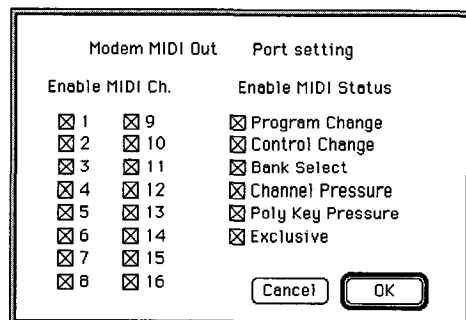 Modem MIDI Out Port setting
Enable MIDI Ch. Enable MIDI Status
1 9 Program Change
2 10 Control Change
3 11 Bank Select
4 12 Channel Pressure
5 13 Poly Key Pressure
6 14 Exclusive
7 15
8 16
Cancel OK